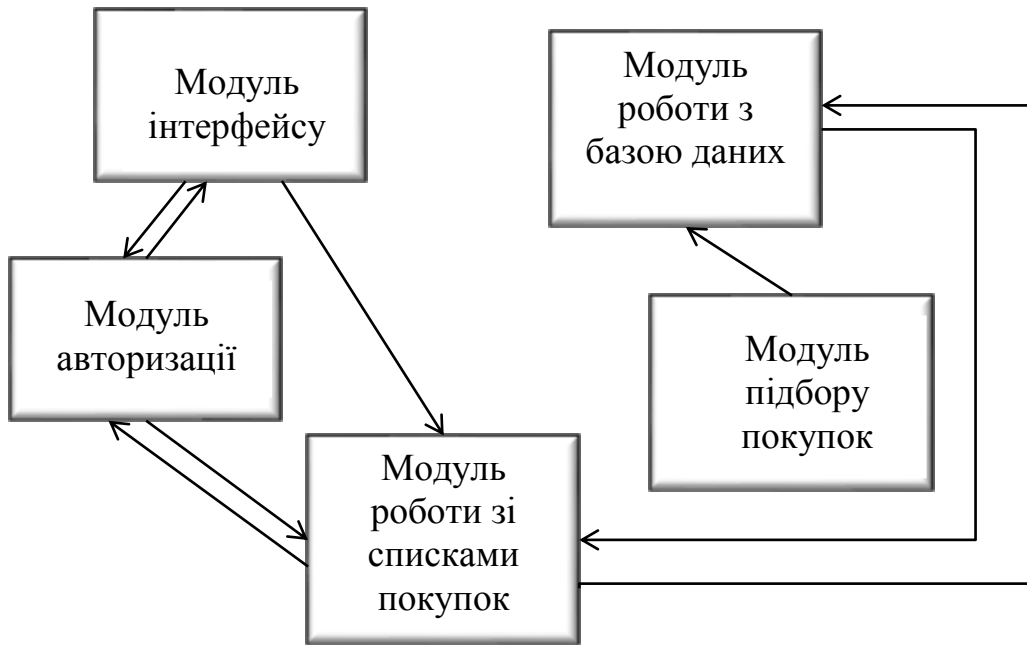 Модуль
інтерфейсу
Модуль
роботи з
базою даних
Модуль
авторизації
Модуль
підбору
покупок
Модуль
роботи зі
списками
покупок